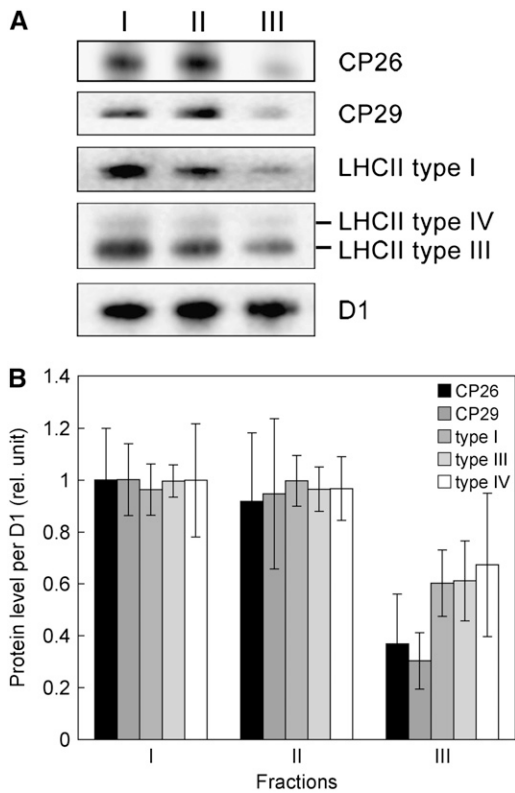 A
I II III
CP26
CP29
LHCII type I
LHCII type IV
LHCII type III
D1
B
1.4
1.2
1
0.8
0.6
0.4
0.2
0
Protein level per D1 (rel. unit)
CP26
CP29
type I
type III
type IV
I II III
Fractions